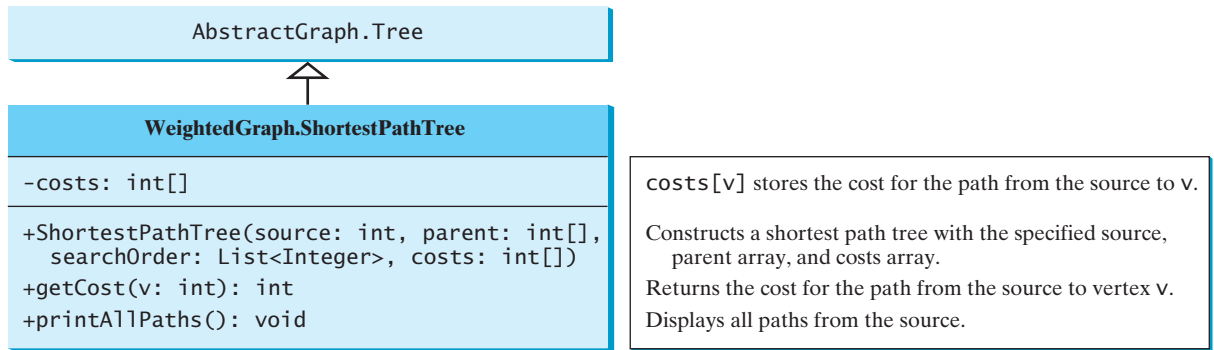 AbstractGraph.Tree
WeightedGraph.ShortestPathTree
-costs: int[]
costs[v] stores the cost for the path from the source to v.
+ShortestPathTree(source: int, parent: int[],
searchOrder: List<Integer>, costs: int[])
Constructs a shortest path tree with the specified source,
parent array, and costs array.
+getCost(v: int): int
Returns the cost for the path from the source to vertex v.
+printAllPaths(): void
Displays all paths from the source.